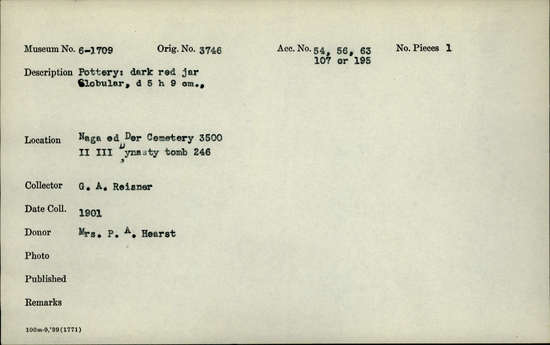 Museum No. 6-1709 Orig. No. 3746 Acc. No. 54, 56, 63 No. Pieces 1
107 or 195
Description Pottery: dark red jar
Globular, d 5 h 9 cm.,
Location Naga ed Der Cemetery 3500
II III Dynasty tomb 246
Collector G. A. Reisner
Date Coll. 1901
Donor Mrs. P. A. Hearst
Photo
Published
Remarks
100m-9,'99(1771)